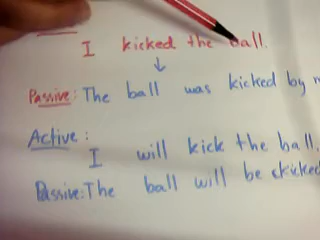 I kicked the ball.
Passive: The ball was kicked by
Active:
I will kick the ball.
Passive: The ball will be